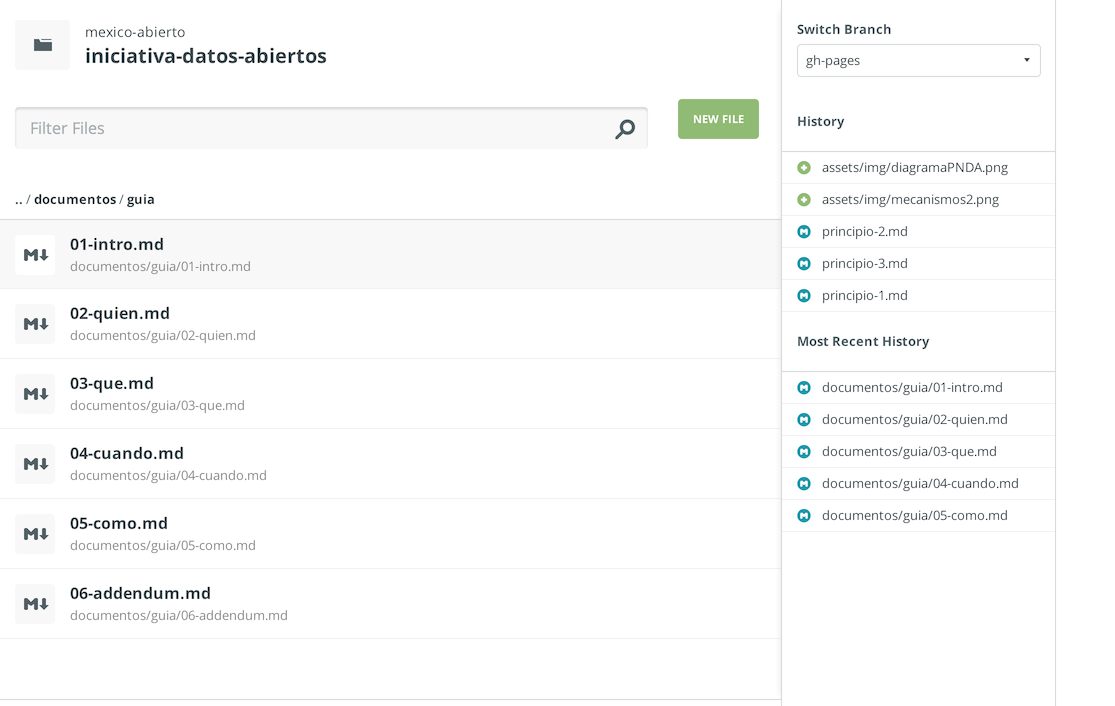 mexico-abierto
iniciativa-datos-abiertos
Filter Files
NEW FILE
.. / documentos / guia
M 01-intro.md
documentos/guia/01-intro.md
M 02-quien.md
documentos/guia/02-quien.md
M 03-que.md
documentos/guia/03-que.md
M 04-cuando.md
documentos/guia/04-cuando.md
M 05-como.md
documentos/guia/05-como.md
M 06-addendum.md
documentos/guia/06-addendum.md
Switch Branch
gh-pages
History
assets/img/diagramaPNDA.png
assets/img/mecanismos2.png
principio-2.md
principio-3.md
principio-1.md
Most Recent History
documentos/guia/01-intro.md
documentos/guia/02-quien.md
documentos/guia/03-que.md
documentos/guia/04-cuando.md
documentos/guia/05-como.md